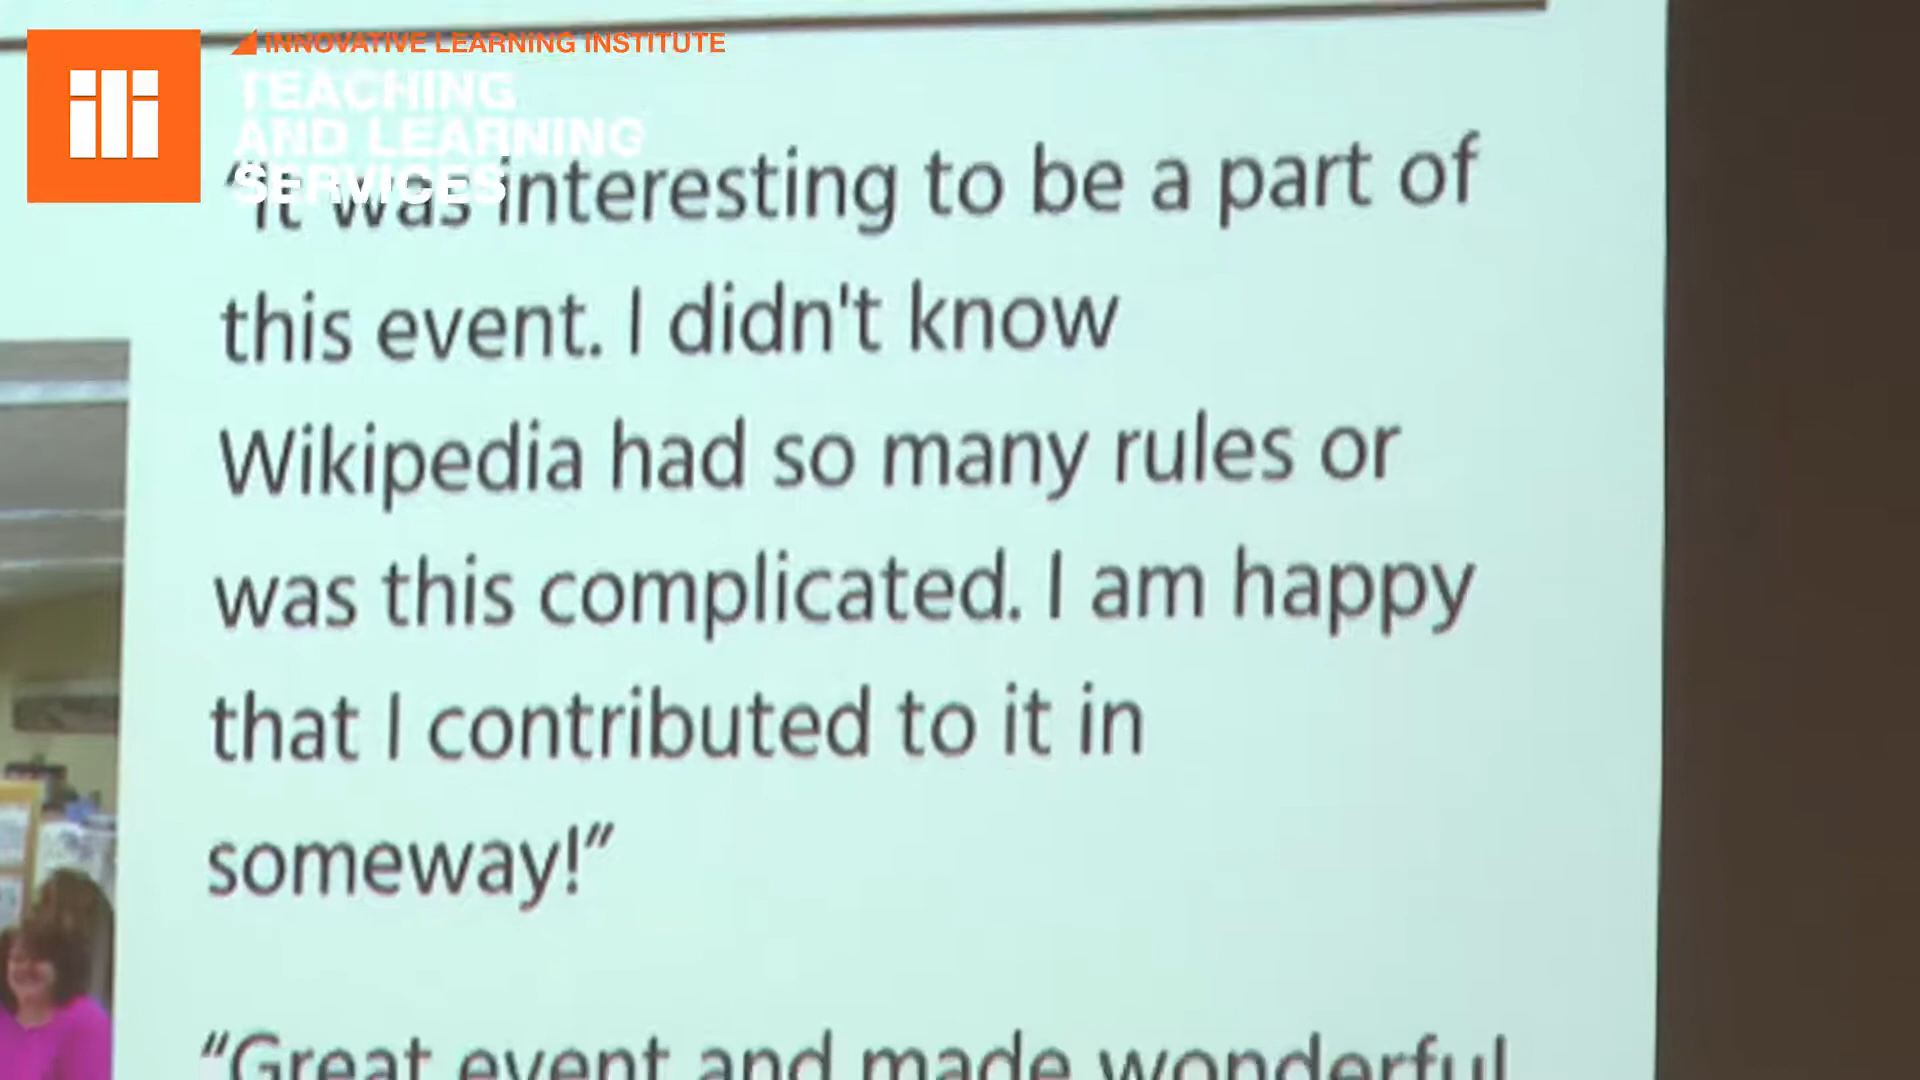 INNOVATIVE LEARNING INSTITUTE
ili
TEACHING
AND LEARNING
SERVICES
"It was interesting to be a part of
this event. I didn't know
Wikipedia had so many rules or
was this complicated. I am happy
that I contributed to it in
someway!"
"Great event and made wonderful